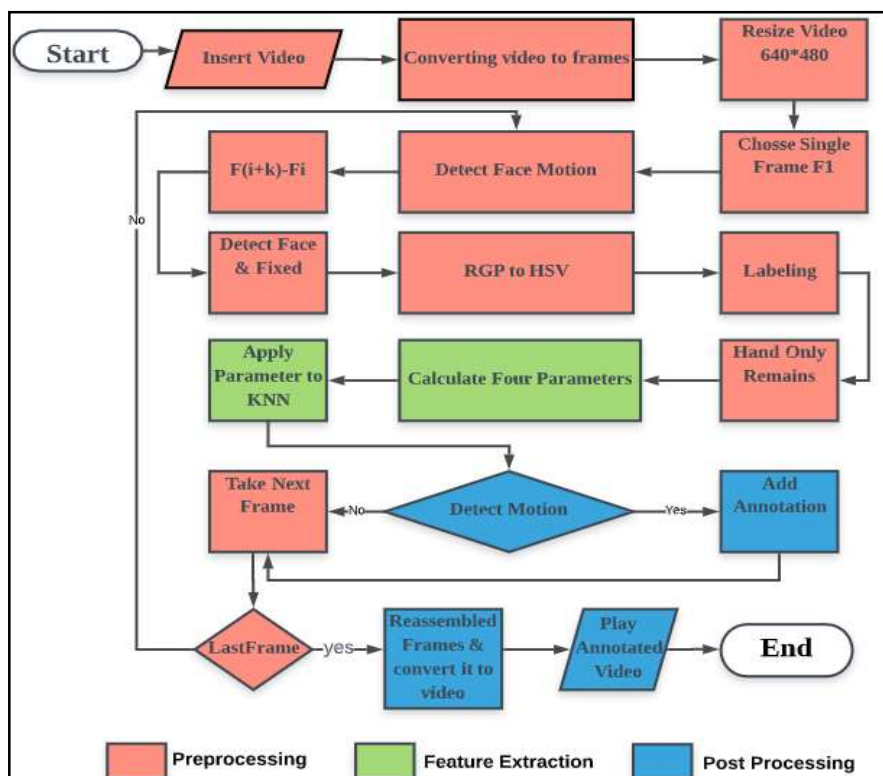 Start
Insert Video
Converting video to frames
Resize Video
640*480
Chosse Single
Frame F1
Detect Face Motion
F(i+k)-Fi
No
Detect Face
& Fixed
RGP to HSV
Labeling
Hand Only
Remains
Calculate Four Parameters
Apply
Parameter to
KNN
Detect Motion
No
Yes
Take Next
Frame
Add
Annotation
LastFrame
yes
Reassembled
Frames &
convert it to
video
Play
Annotated
Video
End
Preprocessing
Feature Extraction
Post Processing